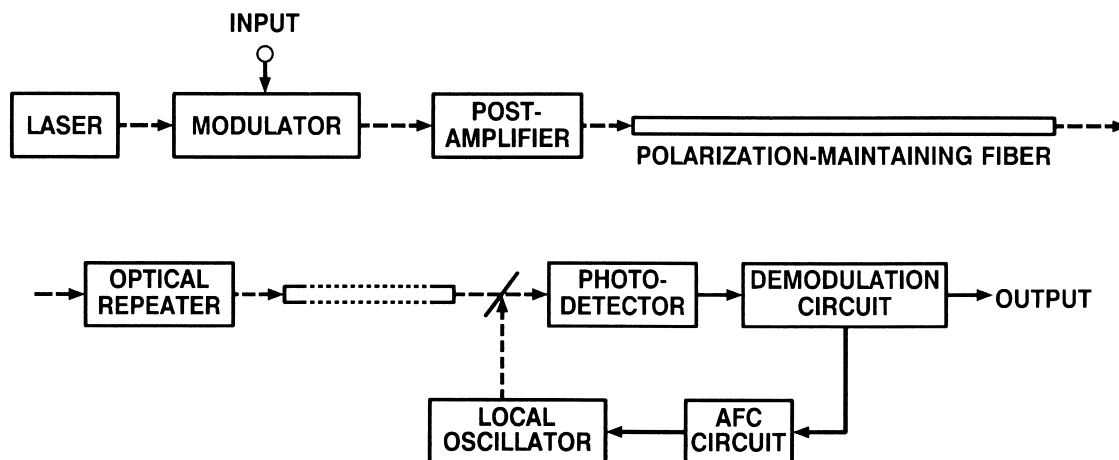 INPUT
LASER
MODULATOR
POST-
AMPLIFIER
POLARIZATION-MAINTAINING FIBER
OPTICAL
REPEATER
PHOTO-
DETECTOR
DEMODULATION
CIRCUIT
OUTPUT
LOCAL
OSCILLATOR
AFC
CIRCUIT